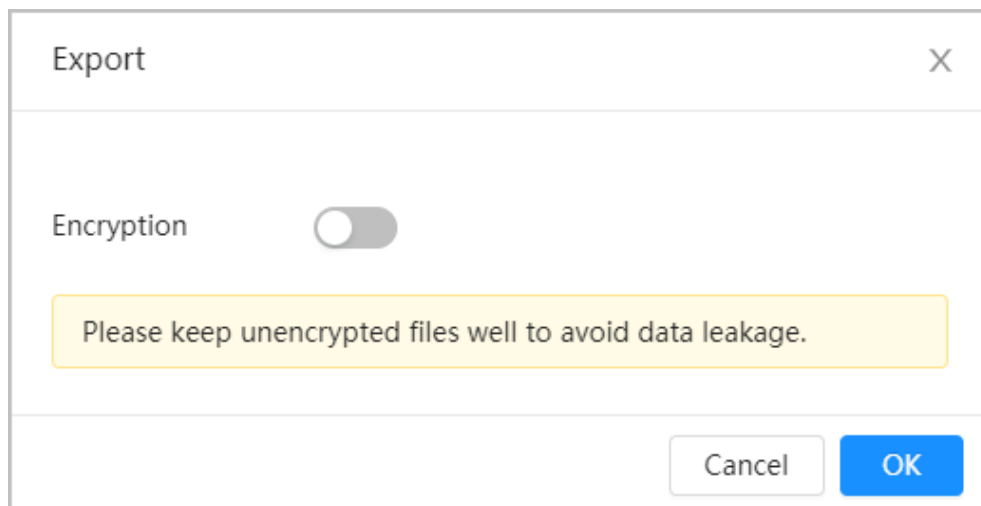 Export
Encryption
Please keep unencrypted files well to avoid data leakage.
Cancel
OK